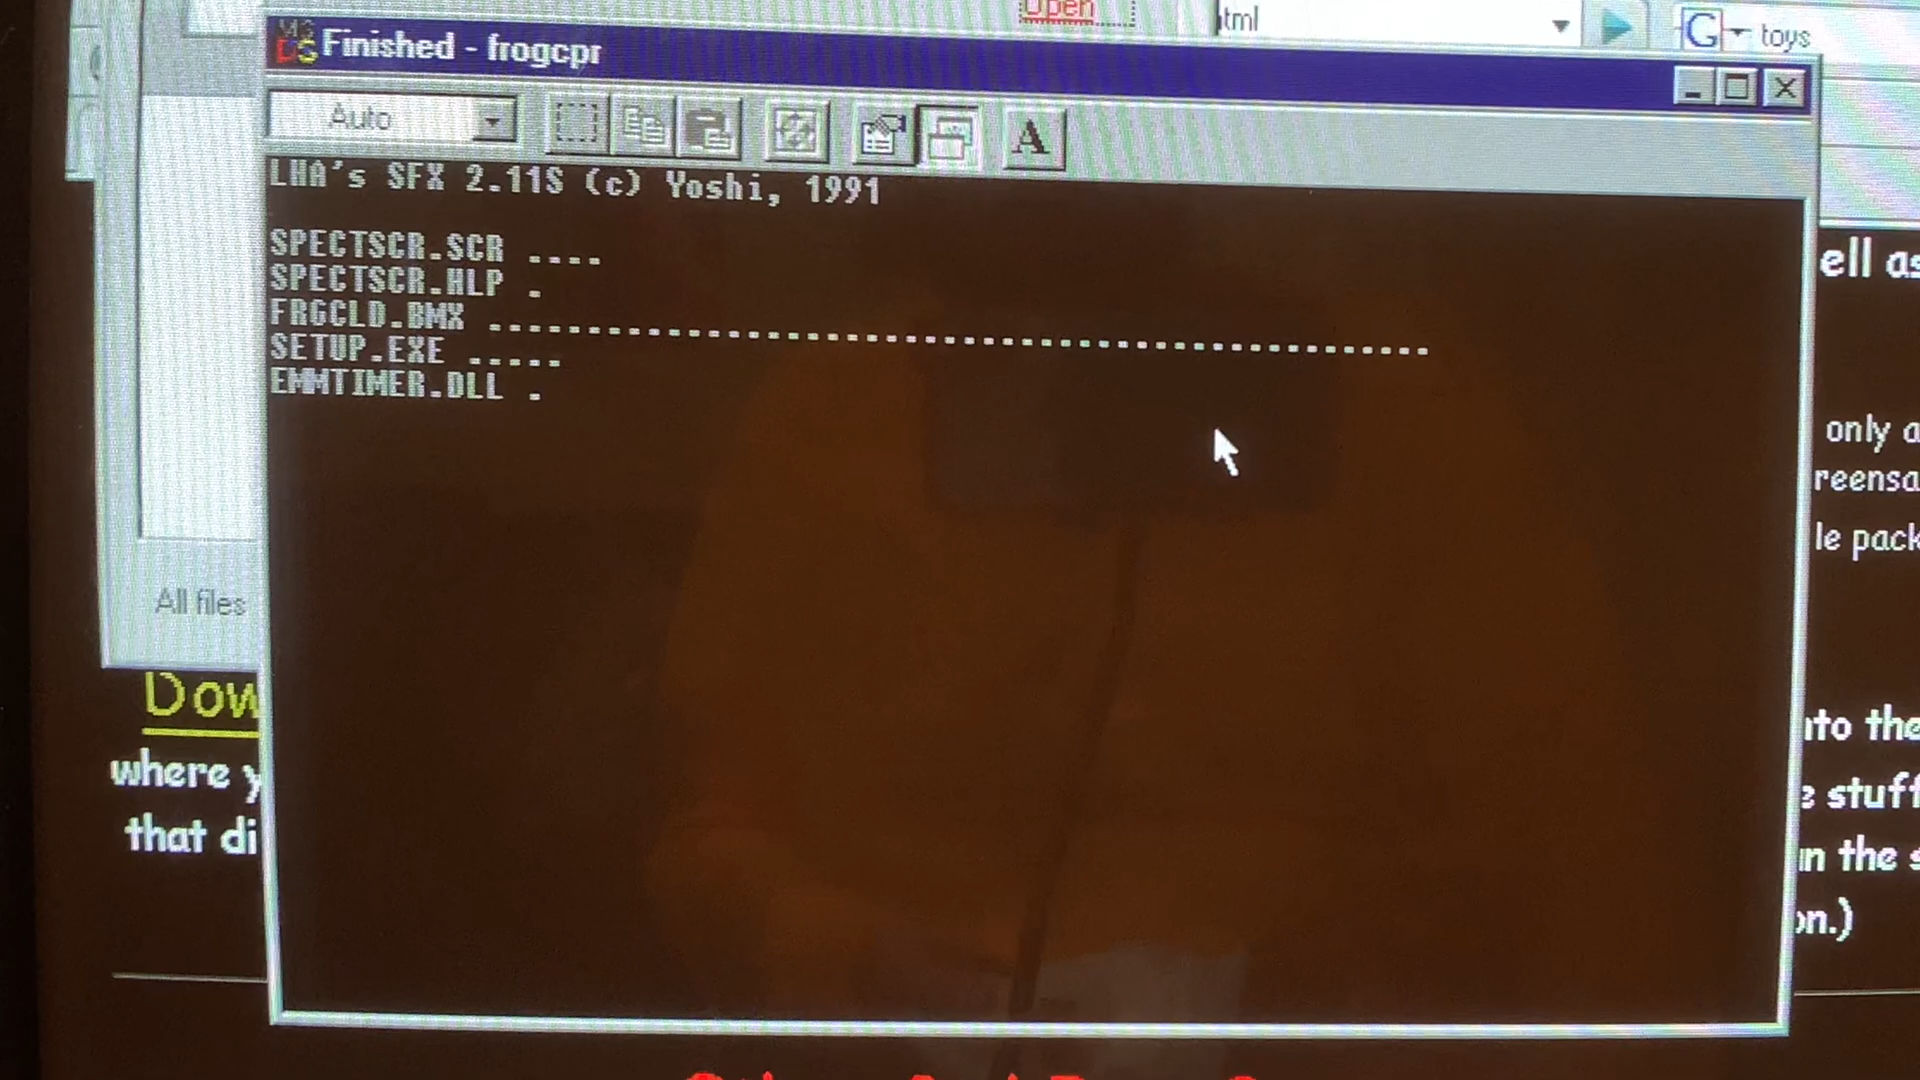 Open
tml
toys
Finished - frogcpr
Auto
A
LHA's SFX 2.11S (c) Yoshi, 1991
SPECTSCR.SCR ....
SPECTSCR.HLP .
FRGCLD.BMX ................................................
SETUP.EXE .....
EMMTIMER.DLL .
ell as
only a
reensa
le pack
All files
Dow
where y
nto the
e stuff
that di
in the s
on.)